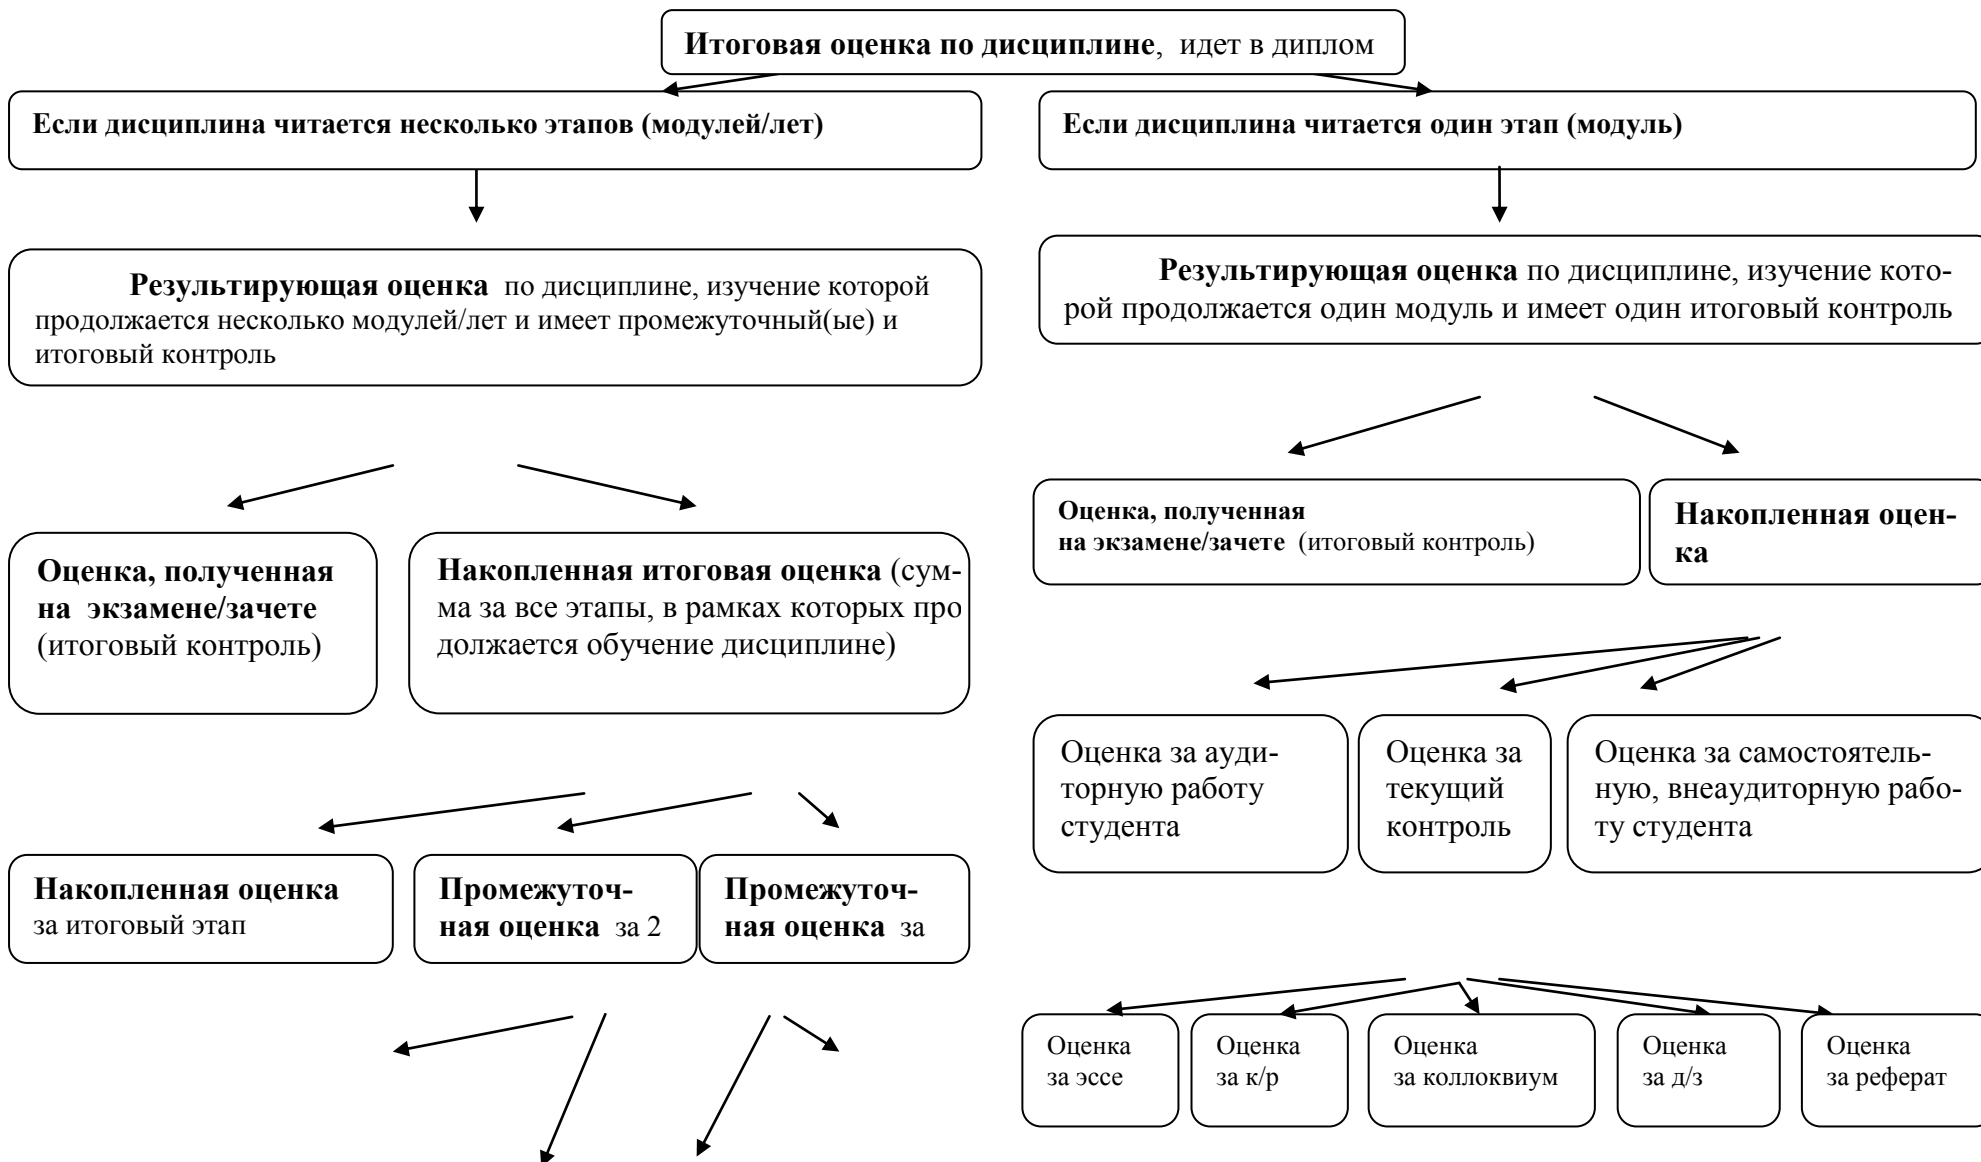 Итоговая оценка по дисциплине, идет в диплом
Если дисциплина читается несколько этапов (модулей/лет)
Если дисциплина читается один этап (модуль)
Результирующая оценка по дисциплине, изучение которой
продолжается несколько модулей/лет и имеет промежуточный(ые) и
итоговый контроль
Результирующая оценка по дисциплине, изучение кото-
рой продолжается один модуль и имеет один итоговый контроль
Оценка, полученная
на экзамене/зачете
(итоговый контроль)
Накопленная итоговая оценка (сум-
ма за все этапы, в рамках которых про
должается обучение дисциплине)
Оценка, полученная
на экзамене/зачете (итоговый контроль)
Накопленная оцен-
ка
Оценка за ауди-
торную работу
студента
Оценка за
текущий
контроль
Оценка за самостоятель-
ную, внеаудиторную рабо-
ту студента
Накопленная оценка
за итоговый этап
Промежуточ-
ная оценка за 2
Промежуточ-
ная оценка за
Оценка
за эссе
Оценка
за к/р
Оценка
за коллоквиум
Оценка
за д/з
Оценка
за реферат